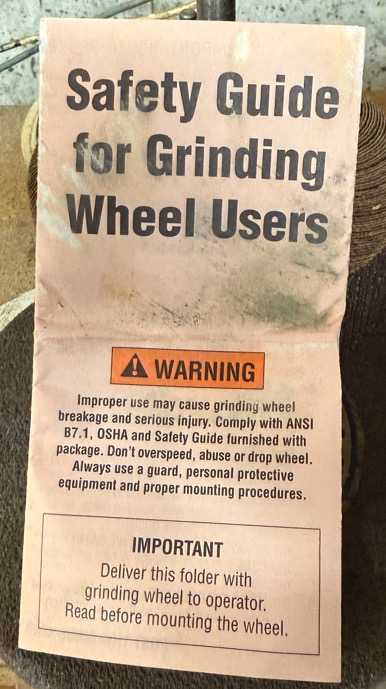 Safety Guide
for Grinding
Wheel Users
WARNING
Improper use may cause grinding wheel
breakage and serious injury. Comply with ANSI
B7.1, OSHA and Safety Guide furnished with
package. Don't overspeed, abuse or drop wheel.
Always use a guard, personal protective
equipment and proper mounting procedures.
IMPORTANT
Deliver this folder with
grinding wheel to operator.
Read before mounting the wheel.